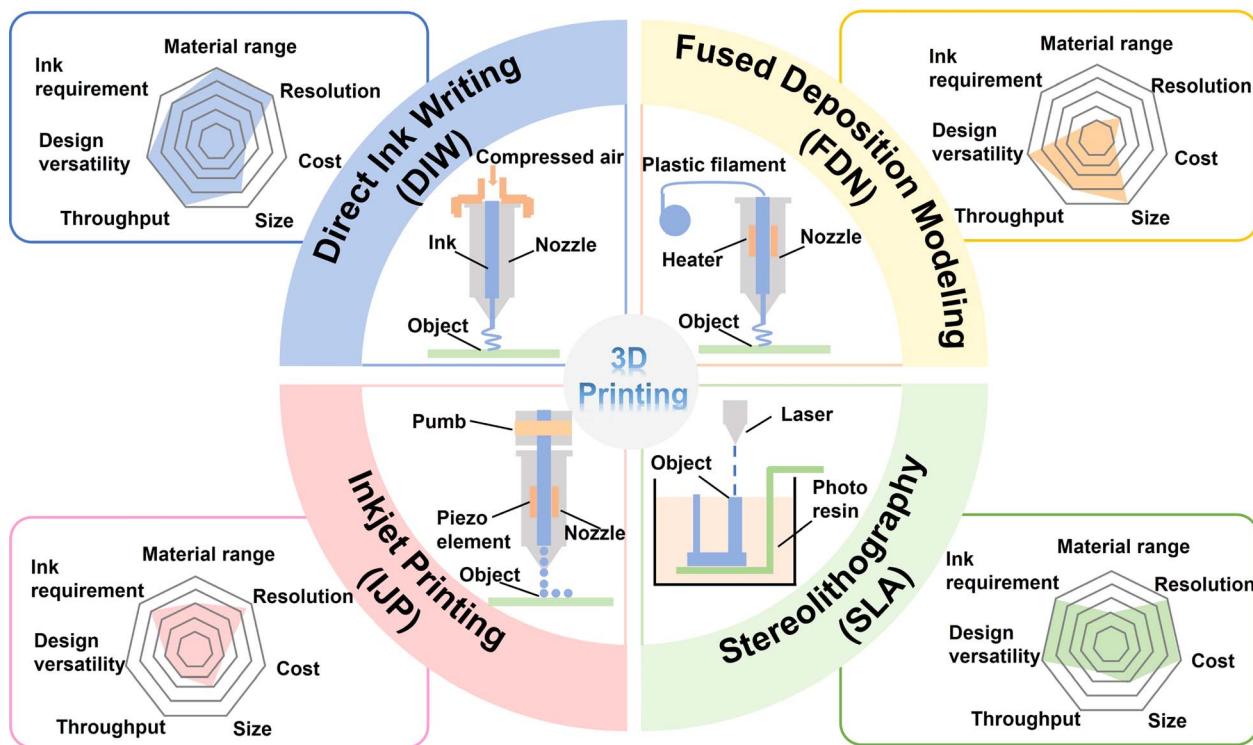 Material range
Ink
requirement
Resolution
Design
versatility
Cost
Throughput
Size
Direct Ink Writing
(DIW)
Compressed air
Ink
Nozzle
Object
Fused Deposition Modeling
(FDN)
Plastic filament
Heater
Nozzle
Object
Material range
Ink
requirement
Resolution
Design
versatility
Cost
Throughput
Size
3D
Printing
Inkjet Printing
(IJP)
Pumb
Piezo
element
Nozzle
Object
Material range
Ink
requirement
Resolution
Design
versatility
Cost
Throughput
Size
Stereolithography
(SLA)
Laser
Object
Photo
resin
Material range
Ink
requirement
Resolution
Design
versatility
Cost
Throughput
Size